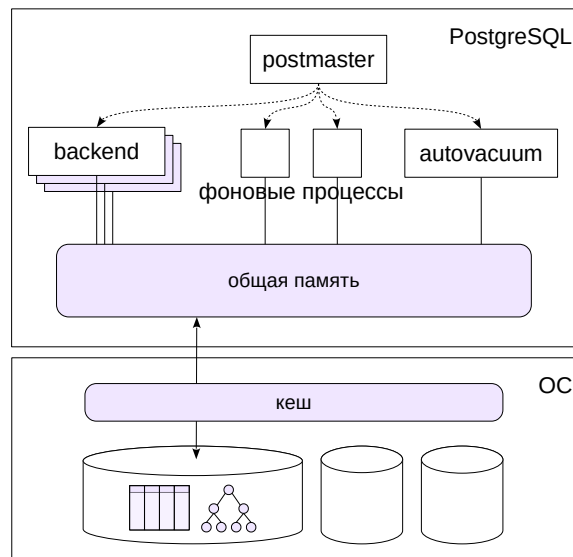 PostgreSQL
postmaster
backend
autovacuum
фоновые процессы
общая память
ОС
кеш